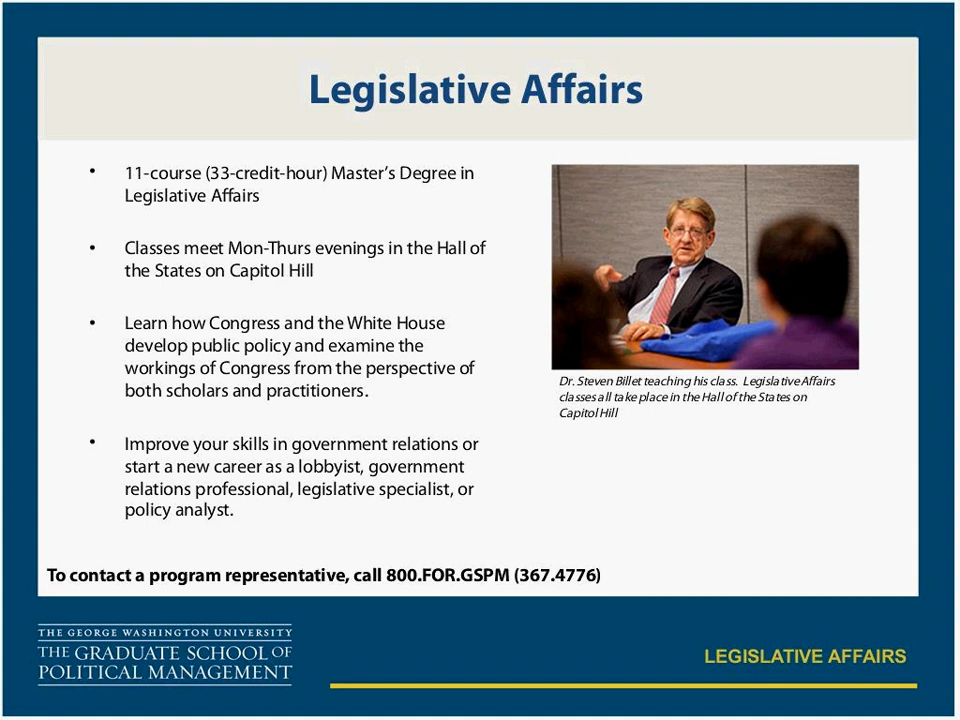 Legislative Affairs
• 11-course (33-credit-hour) Master's Degree in
Legislative Affairs
• Classes meet Mon-Thurs evenings in the Hall of
the States on Capitol Hill
• Learn how Congress and the White House
develop public policy and examine the
workings of Congress from the perspective of
both scholars and practitioners.
• Improve your skills in government relations or
start a new career as a lobbyist, government
relations professional, legislative specialist, or
policy analyst.
Dr. Steven Billet teaching his class. Legislative Affairs
classes all take place in the Hall of the States on
Capitol Hill
To contact a program representative, call 800.FOR.GSPM (367.4776)
THE GEORGE WASHINGTON UNIVERSITY
THE GRADUATE SCHOOL OF
POLITICAL MANAGEMENT
LEGISLATIVE AFFAIRS